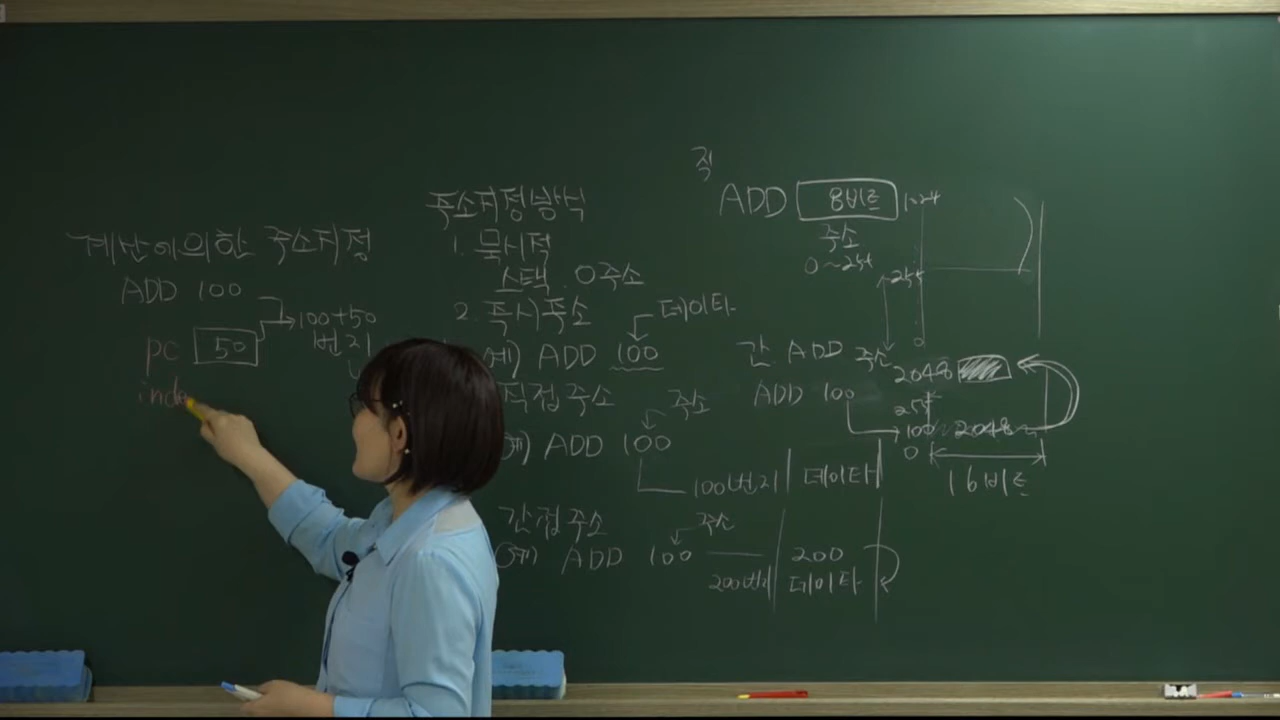 계산에의한 주소지정
ADD 100
100+50
번지
PC 50
inde
주소지정방식
1. 묵시적
스택. 0주소
2. 즉시주소
데이타
예) ADD 100
직접주소
주소
예) ADD 100
100번지 데이타
간접주소
주소
예) ADD 100
200
200번지 데이타
직
ADD 8비트
주소
0~255
1024
255
0
간 ADD 주소
2048
ADD 100
255
100 2048
0
16비트